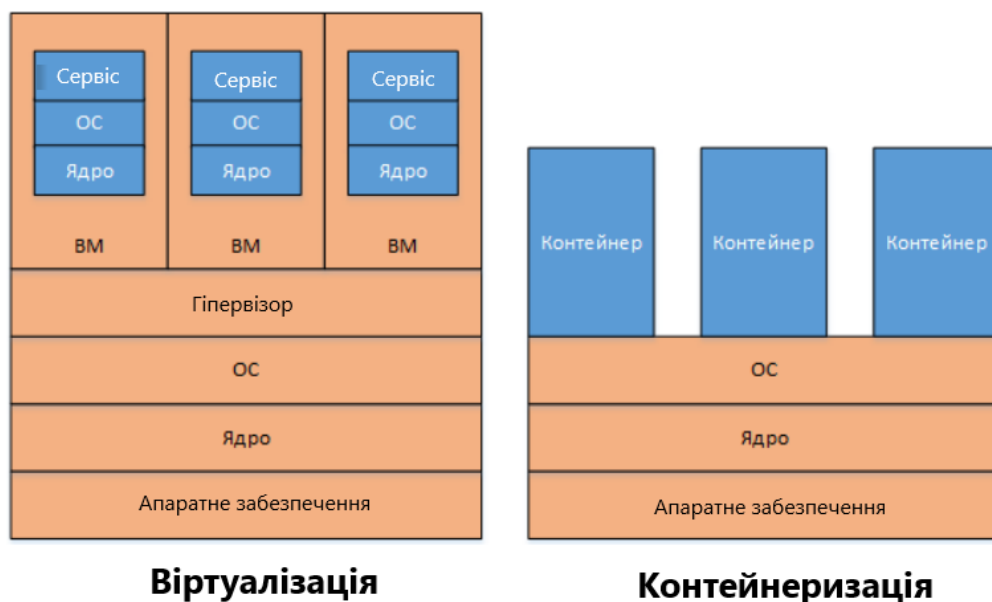 Сервіс Сервіс Сервіс
ОС ОС ОС
Ядро Ядро Ядро
ВМ ВМ ВМ
Гіпервізор
ОС
Ядро
Апаратне забезпечення
Віртуалізація
Контейнер Контейнер Контейнер
ОС
Ядро
Апаратне забезпечення
Контейнеризація